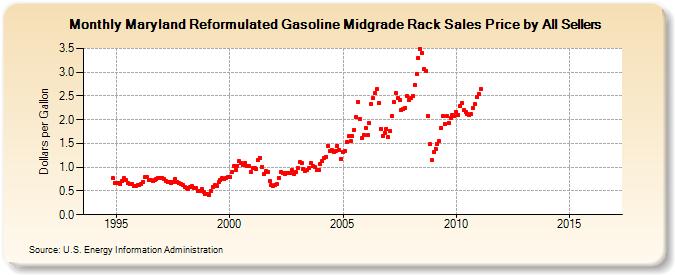 Monthly Maryland Reformulated Gasoline Midgrade Rack Sales Price by All Sellers
Dollars per Gallon
3.5
3.0
2.5
2.0
1.5
1.0
0.5
0.0
1995 2000 2005 2010 2015
Source: U.S. Energy Information Administration